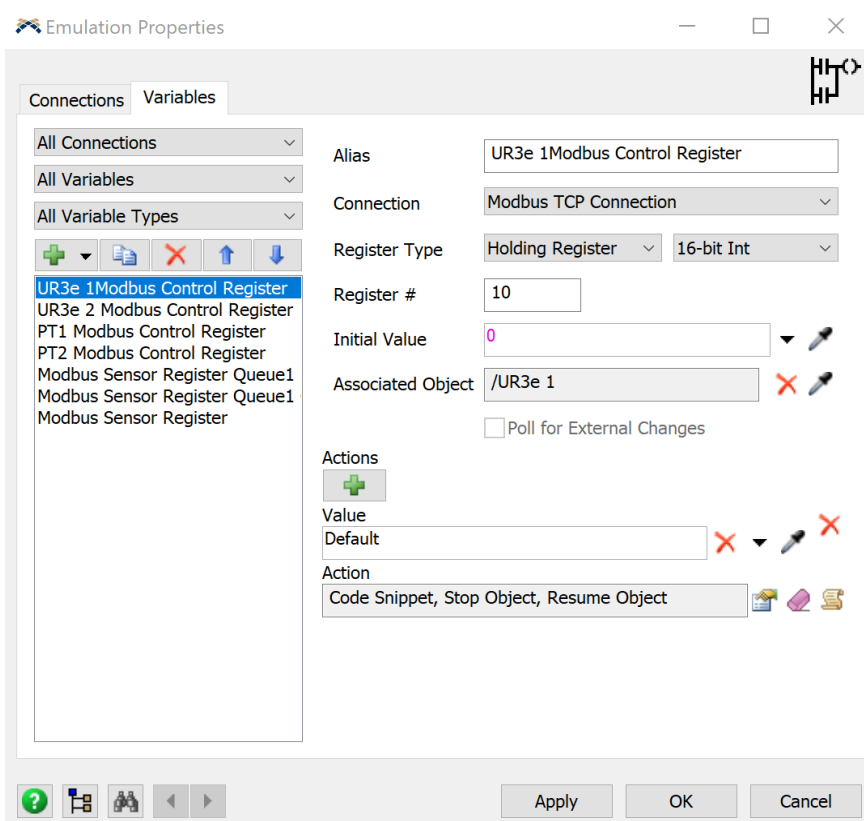 Emulation Properties
Connections
Variables
All Connections
All Variables
All Variable Types
UR3e 1Modbus Control Register
UR3e 2 Modbus Control Register
PT1 Modbus Control Register
PT2 Modbus Control Register
Modbus Sensor Register Queue1
Modbus Sensor Register Queue1
Modbus Sensor Register
Alias
UR3e 1Modbus Control Register
Connection
Modbus TCP Connection
Register Type
Holding Register
16-bit Int
Register #
10
Initial Value
0
Associated Object
/UR3e 1
Poll for External Changes
Actions
Value
Default
Action
Code Snippet, Stop Object, Resume Object
Apply
OK
Cancel